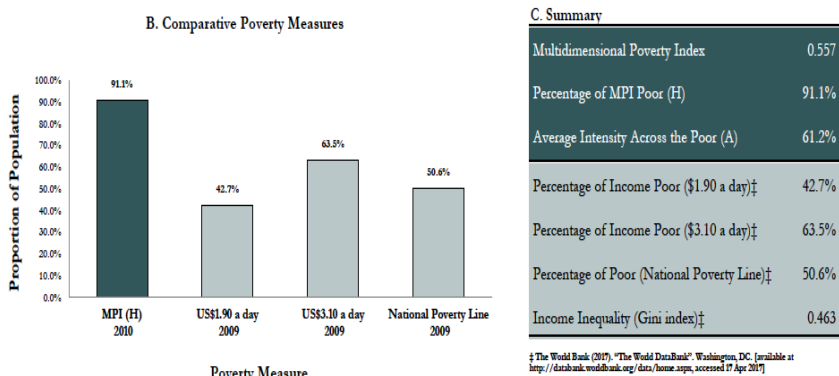 B. Comparative Poverty Measures
Proportion of Population
100.0%
90.0%
80.0%
70.0%
60.0%
50.0%
40.0%
30.0%
20.0%
10.0%
0.0%
91.1%
42.7%
63.5%
50.6%
MPI (H)
2010
US$1.90 a day
2009
US$3.10 a day
2009
National Poverty Line
2009
Poverty Measure
C. Summary
Multidimensional Poverty Index 0.557
Percentage of MPI Poor (H) 91.1%
Average Intensity Across the Poor (A) 61.2%
Percentage of Income Poor ($1.90 a day)‡ 42.7%
Percentage of Income Poor ($3.10 a day)‡ 63.5%
Percentage of Poor (National Poverty Line)‡ 50.6%
Income Inequality (Gini index)‡ 0.463
‡ The World Bank (2017). “The World DataBank”. Washington, DC. [available at
http://databank.worldbank.org/data/home.aspx, accessed 17 Apr 2017]